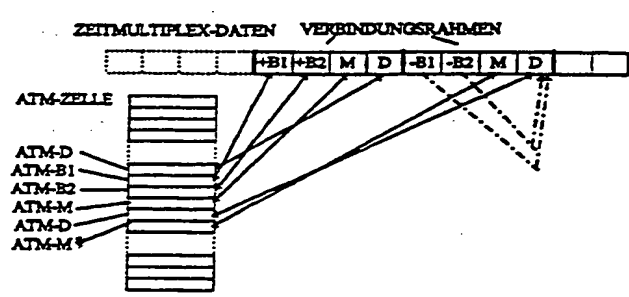 ZEITMULTIPLEX-DATEN VERBINDUNGSRAHMEN
+B1 +B2 M D -B1 -B2 M D
ATM-ZELLE
ATM-D
ATM-B1
ATM-B2
ATM-M
ATM-D
ATM-M